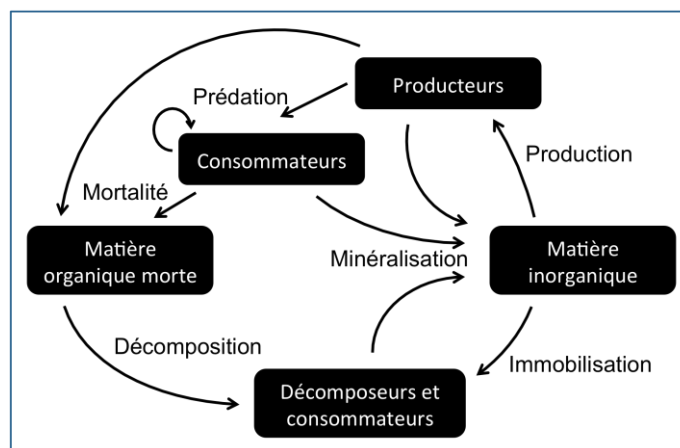 Producteurs
Prédation
Consommateurs
Production
Mortalité
Matière
organique morte
Minéralisation
Matière
inorganique
Décomposition
Immobilisation
Décomposeurs et
consommateurs